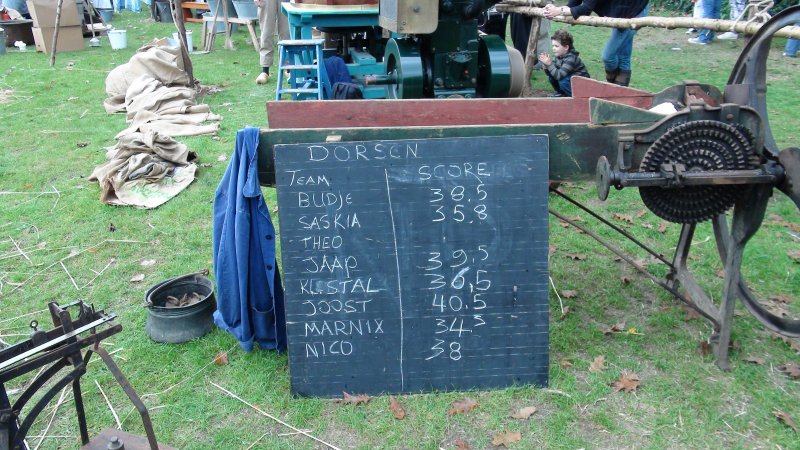 DORSEN
TEAM SCORE
BUDJE 38,5
SASKIA 35,8
THEO
JAAP 39,5
KRISTAL 36,5
JOOST 40.5
MARNIX 34,3
NICO 38